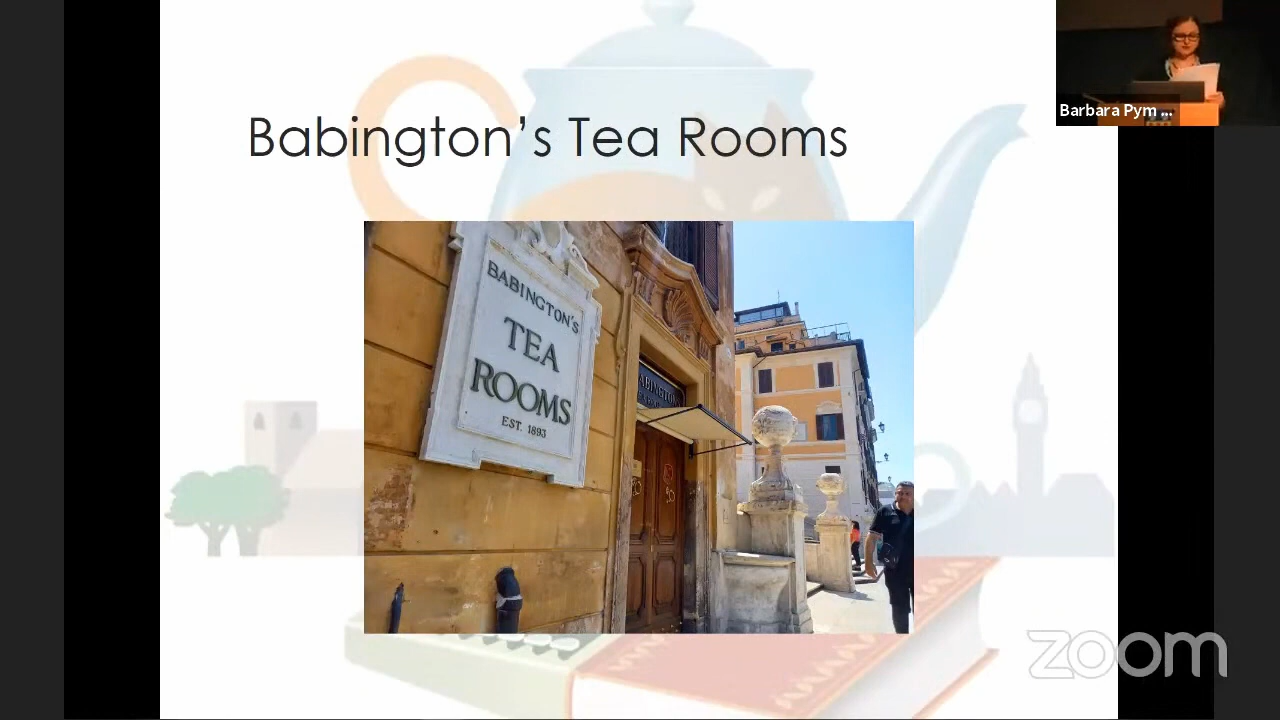 Babington's Tea Rooms
Barbara Pym ...
BABINGTON'S
TEA
ROOMS
EST. 1893
zoom